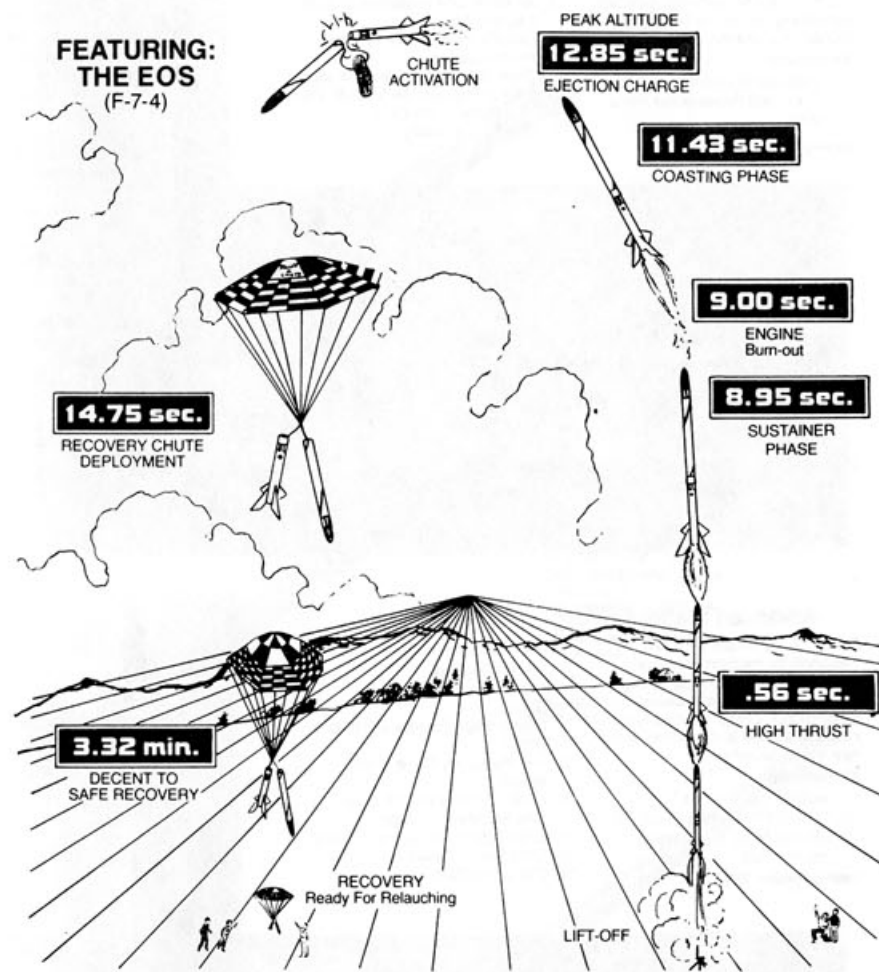 FEATURING:
THE EOS
(F-7-4)
CHUTE
ACTIVATION
PEAK ALTITUDE
12.85 sec.
EJECTION CHARGE
11.43 sec.
COASTING PHASE
9.00 sec.
ENGINE
Burn-out
8.95 sec.
SUSTAINER
PHASE
14.75 sec.
RECOVERY CHUTE
DEPLOYMENT
.56 sec.
HIGH THRUST
3.32 min.
DECENT TO
SAFE RECOVERY
RECOVERY
Ready For Relauching
LIFT-OFF